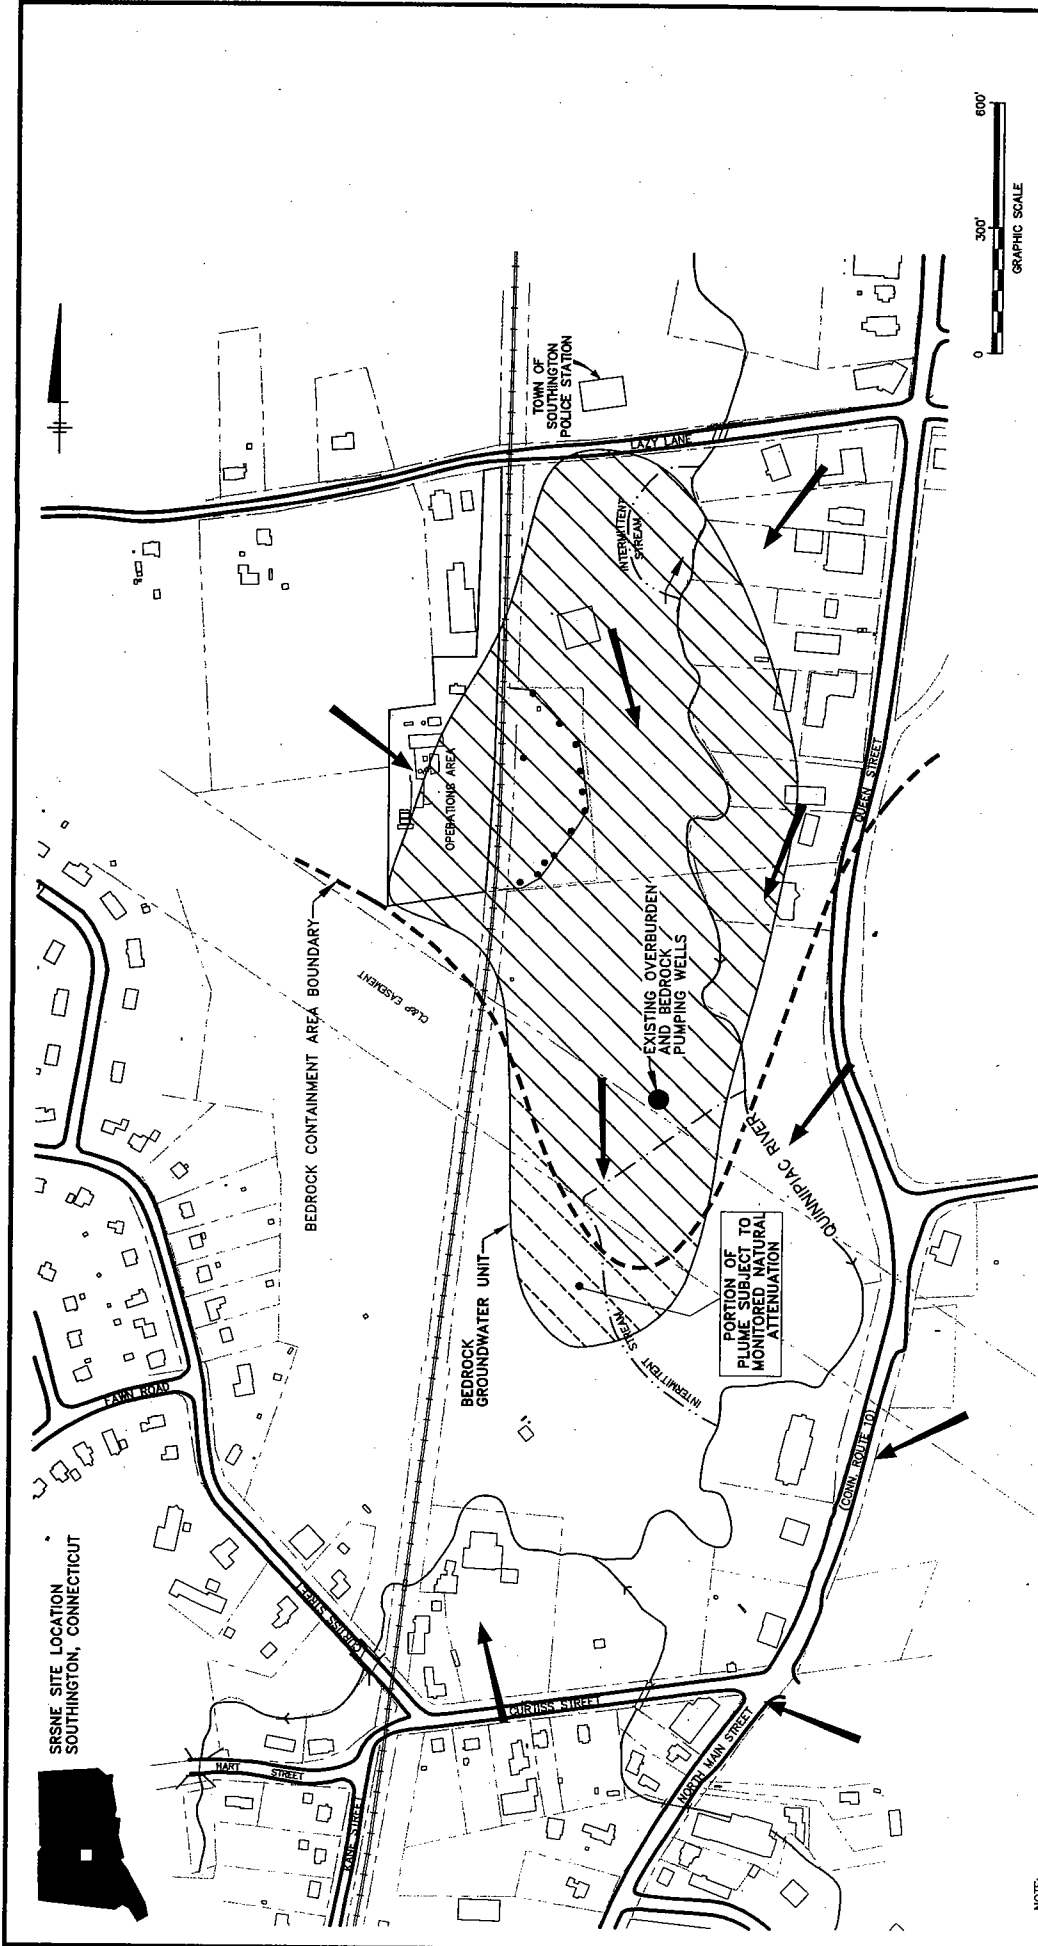 600'
300'
0
GRAPHIC SCALE
TOWN OF
SOUTHINGTON
POLICE STATION
LAZY LANE
INTERMITTENT
STREAM
OPERATIONS AREA
QUEEN STREET
BEDROCK CONTAINMENT AREA BOUNDARY
CL&P EASEMENT
EXISTING OVERBURDEN
AND BEDROCK
PUMPING WELLS
QUINNIPIAC RIVER
BEDROCK
GROUNDWATER UNIT
PORTION OF
PLUME SUBJECT TO
MONITORED NATURAL
ATTENUATION
INTERMITTENT STREAM
FAWN ROAD
(CONN. ROUTE 10)
SRSNE SITE LOCATION
SOUTHINGTON, CONNECTICUT
CURTISS STREET
CURTISS STREET
HART STREET
KANE STREET
NORTH MAIN STREET
NOTE: